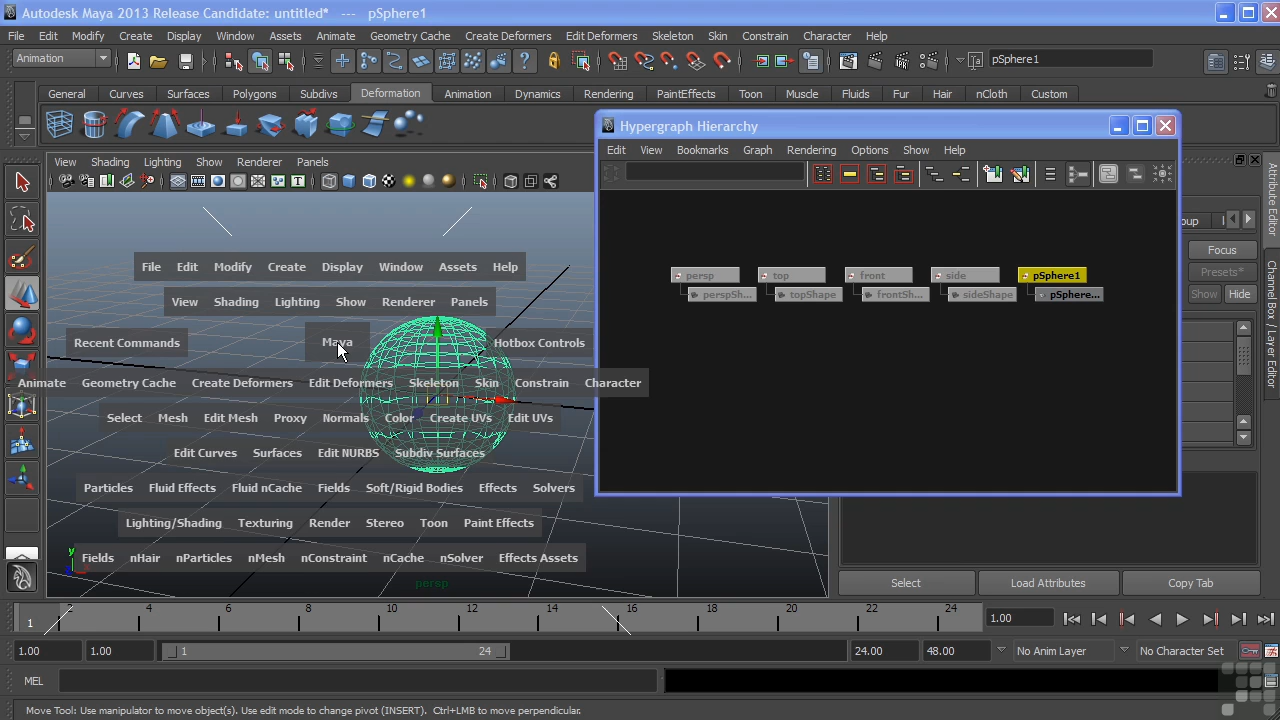 Autodesk Maya 2013 Release Candidate: untitled*   ---   pSphere1
File Edit Modify Create Display Window Assets Animate Geometry Cache Create Deformers Edit Deformers Skeleton Skin Constrain Character Help
Animation
pSphere1
General Curves Surfaces Polygons Subdivs Deformation Animation Dynamics Rendering PaintEffects Toon Muscle Fluids Fur Hair nCloth Custom
Hypergraph Hierarchy
Edit View Bookmarks Graph Rendering Options Show Help
View Shading Lighting Show Renderer Panels
persp top front side pSphere1
perspSh... topShape frontSh... sideShape pSphere...
File Edit Modify Create Display Window Assets Help
View Shading Lighting Show Renderer Panels
Recent Commands Maya Hotbox Controls
Animate Geometry Cache Create Deformers Edit Deformers Skeleton Skin Constrain Character
Select Mesh Edit Mesh Proxy Normals Color Create UVs Edit UVs
Edit Curves Surfaces Edit NURBS Subdiv Surfaces
Particles Fluid Effects Fluid nCache Fields Soft/Rigid Bodies Effects Solvers
Lighting/Shading Texturing Render Stereo Toon Paint Effects
Fields nHair nParticles nMesh nConstraint nCache nSolver Effects Assets
y
persp
oup
Focus
Presets*
Show Hide
Attribute Editor
Channel Box / Layer Editor
Select Load Attributes Copy Tab
2 4 6 8 10 12 14 16 18 20 22 24
1
1.00
1.00 1.00 1 24 24.00 48.00 No Anim Layer No Character Set
MEL
Move Tool: Use manipulator to move object(s). Use edit mode to change pivot (INSERT). Ctrl+LMB to move perpendicular.